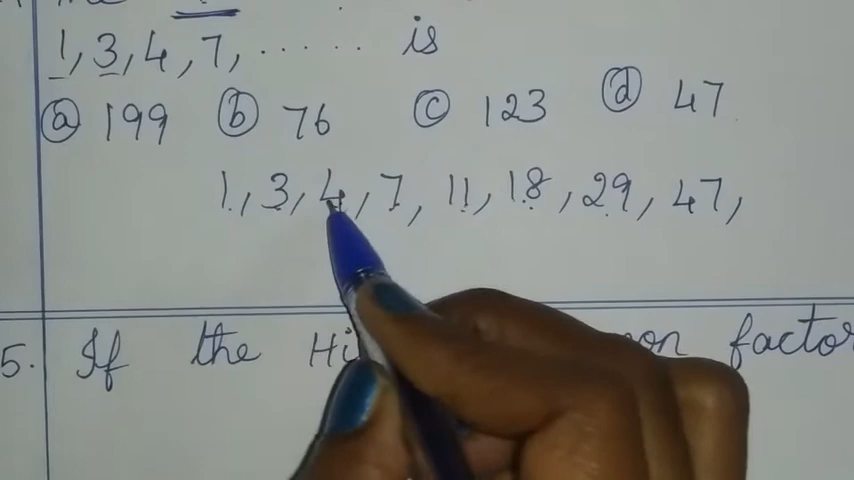 1, 3, 4, 7, ...... is
ⓐ 199 ⓑ 76 ⓒ 123 ⓓ 47
1, 3, 4, 7, 11, 18, 29, 47,
5. If the Hi factor